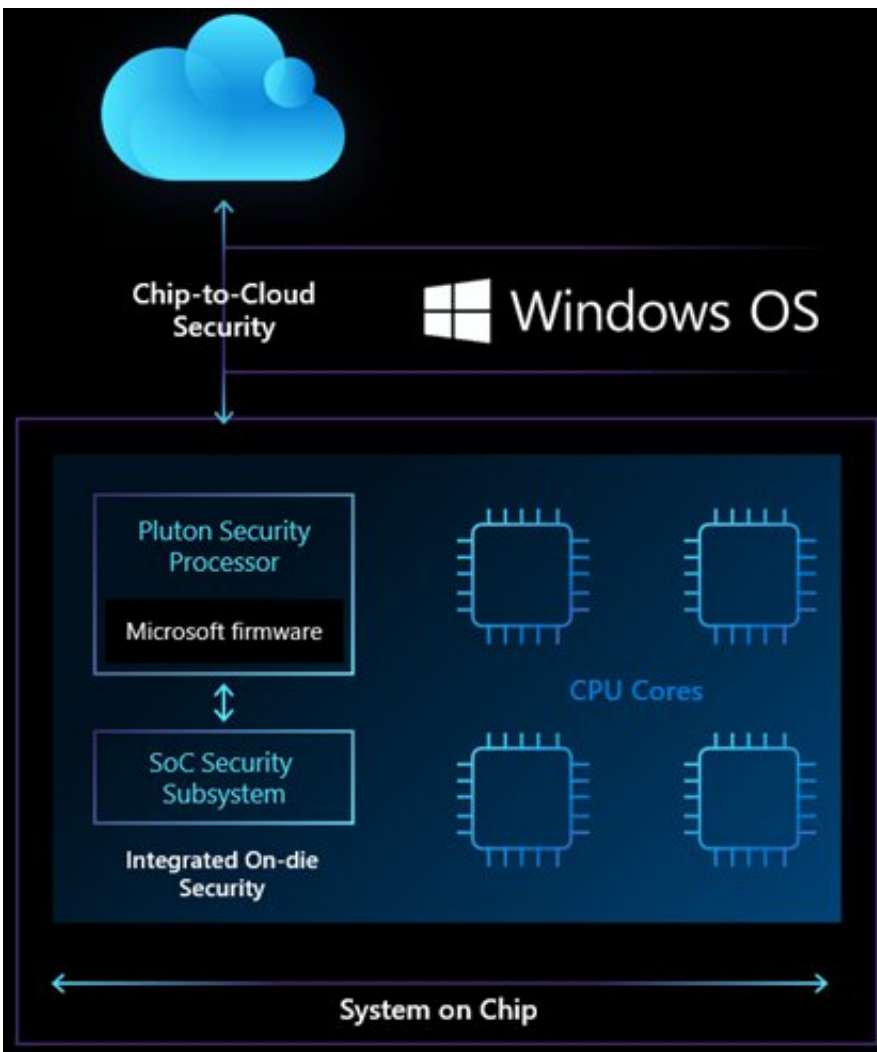 Chip-to-Cloud
Security
Windows OS
Pluton Security
Processor
Microsoft firmware
CPU Cores
SoC Security
Subsystem
Integrated On-die
Security
System on Chip